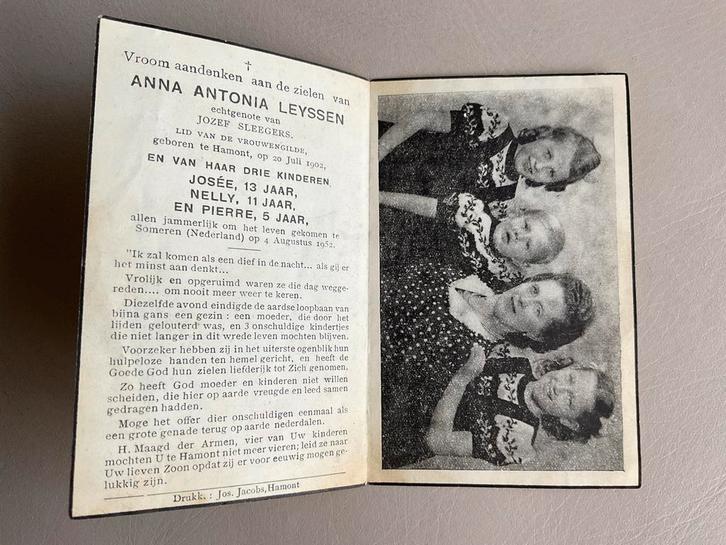 Vroom aandenken aan de zielen van
ANNA ANTONIA LEYSSEN
echtgenote van
JOZEF SLEEGERS.
LID VAN DE VROUWENGILDE,
geboren te Hamont, op 20 Juli 1902,
EN VAN HAAR DRIE KINDEREN
JOSÉE, 13 JAAR,
NELLY, 11 JAAR,
EN PIERRE, 5 JAAR,
allen jammerlijk om het leven gekomen te
Someren (Nederland) op 4 Augustus 1952.
"Ik zal komen als een dief in de nacht... als gij er
het minst aan denkt...
Vrolijk en opgeruimd waren ze die dag wegge-
reden.... om nooit meer weer te keren.
Diezelfde avond eindigde de aardse loopbaan van
bijna gans een gezin : een moeder, die door het
lijden gelouterd was, en 3 onschuldige kindertjes
die niet langer in dit wrede leven mochten blijven.
Voorzeker hebben zij in het uiterste ogenblik hun
hulpeloze handen ten hemel gericht, en heeft de
Goede God hun zielen liefderijk tot Zich genomen.
Zo heeft God moeder en kinderen niet willen
scheiden, die hier op aarde vreugde en leed samen
gedragen hadden.
Moge het offer dier onschuldigen eenmaal als
een grote genade terug op aarde nederdalen.
H. Maagd der Armen, vier van Uw kinderen
mochten U te Hamont niet meer vieren; leid ze naar
Uw lieven Zoon opdat zij er voor eeuwig mogen ge-
lukkig zijn.
Drukk. : Jos. Jacobs, Hamont